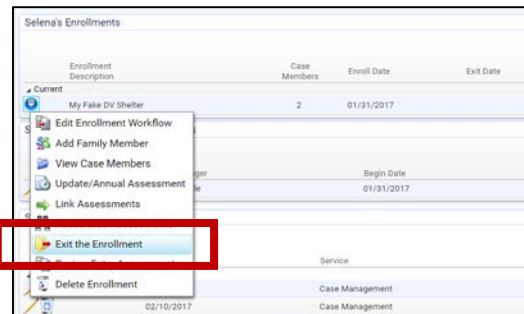 Selena's Enrollments
Enrollment Description
Case Members
Enroll Date
Exit Date
Current
My Fake DV Shelter 2 01/31/2017
Edit Enrollment Workflow
Add Family Member
View Case Members
Update/Annual Assessment
Begin Date
01/31/2017
Link Assessments
Exit the Enrollment
Service
Delete Enrollment
Case Management
02/10/2017 Case Management